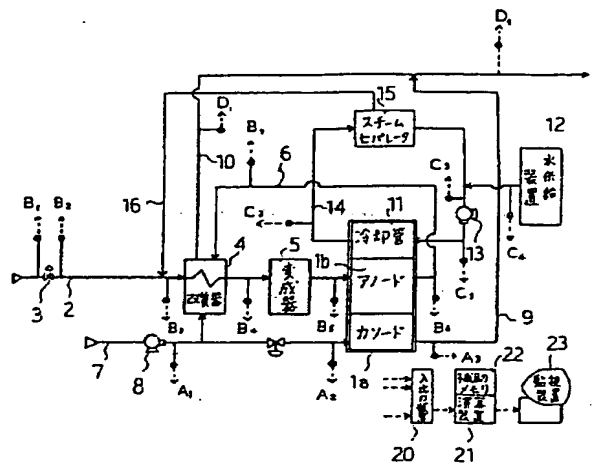 D₁
15
スチーム
セパレータ
12
水供給
装置
D₁
B₇
6
10
C₃
16
14
11
13
C₄
B₁
B₂
C₂
4
5
冷却管
1b
改質器
変成器
アノード
C₁
3
2
B₃
B₄
B₅
B₆
カソード
9
7
8
A₁
A₂
1a
A₃
22
23
入出力装置
補助
メモリ
演算
装置
監視
装置
20
21